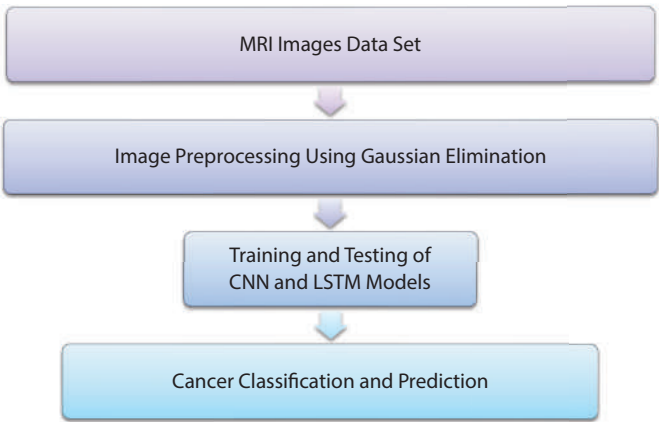 MRI Images Data Set
Image Preprocessing Using Gaussian Elimination
Training and Testing of
CNN and LSTM Models
Cancer Classification and Prediction